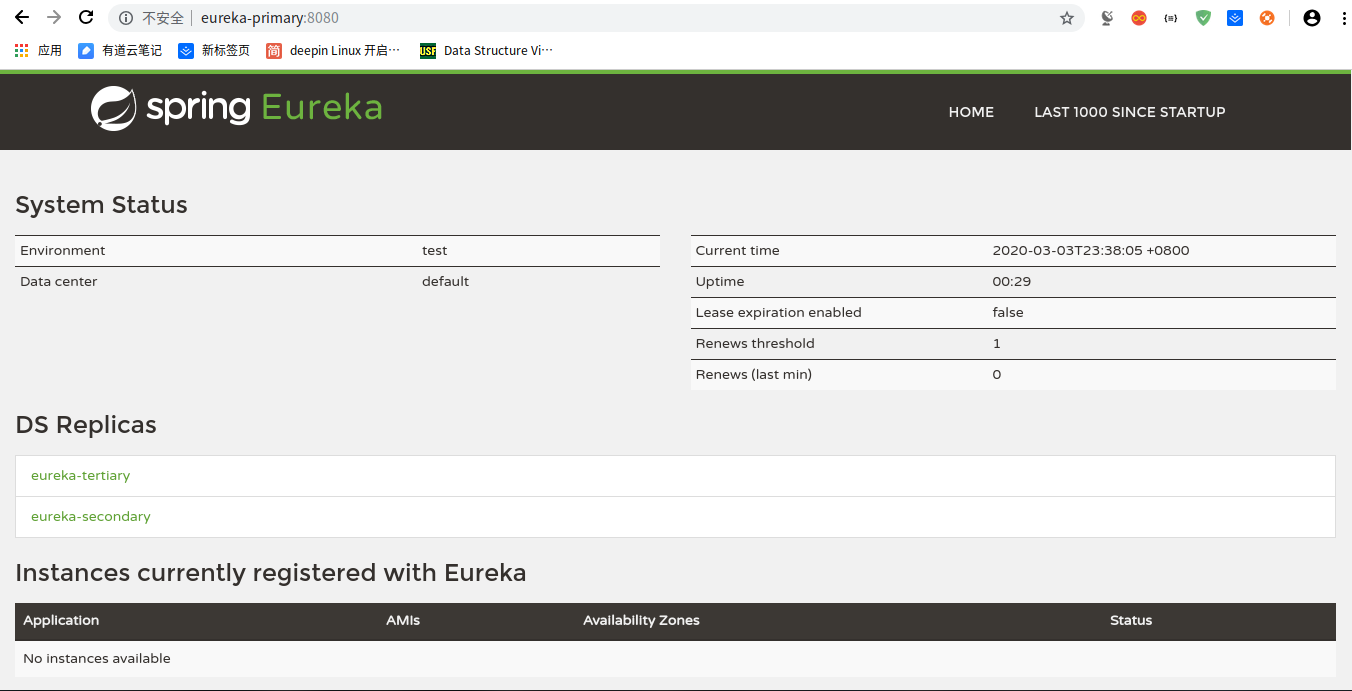 不安全 eureka-primary:8080
应用 有道云笔记 新标签页 简 deepin Linux 开启… USF Data Structure Vi…
spring Eureka
HOME LAST 1000 SINCE STARTUP
System Status
Environment test
Data center default
Current time 2020-03-03T23:38:05 +0800
Uptime 00:29
Lease expiration enabled false
Renews threshold 1
Renews (last min) 0
DS Replicas
eureka-tertiary
eureka-secondary
Instances currently registered with Eureka
Application AMIs Availability Zones Status
No instances available